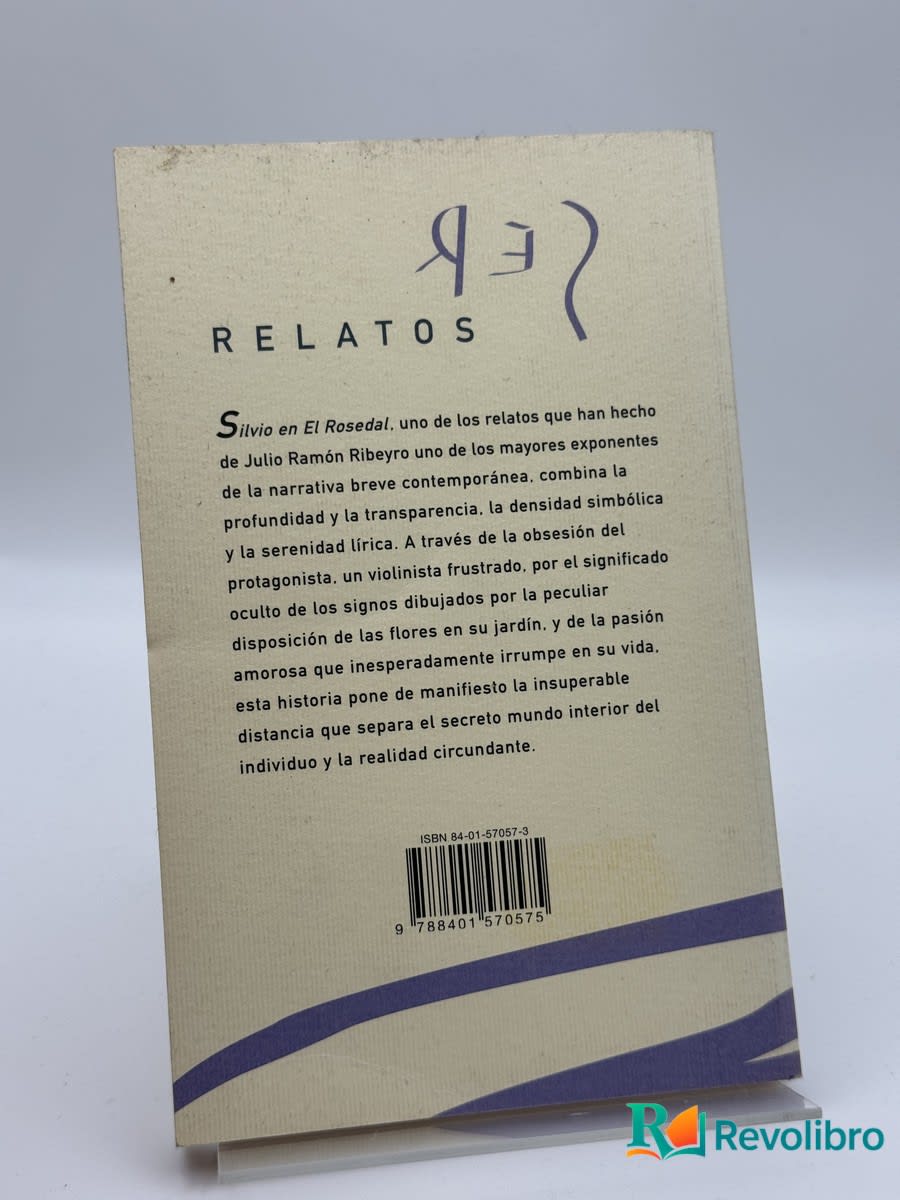 SER
RELATOS
Silvio en El Rosedal, uno de los relatos que han hecho
de Julio Ramón Ribeyro uno de los mayores exponentes
de la narrativa breve contemporánea, combina la
profundidad y la transparencia, la densidad simbólica
y la serenidad lírica. A través de la obsesión del
protagonista, un violinista frustrado, por el significado
oculto de los signos dibujados por la peculiar
disposición de las flores en su jardín, y de la pasión
amorosa que inesperadamente irrumpe en su vida,
esta historia pone de manifiesto la insuperable
distancia que separa el secreto mundo interior del
individuo y la realidad circundante.
ISBN 84-01-57057-3
9 788401 570575
Revolibro